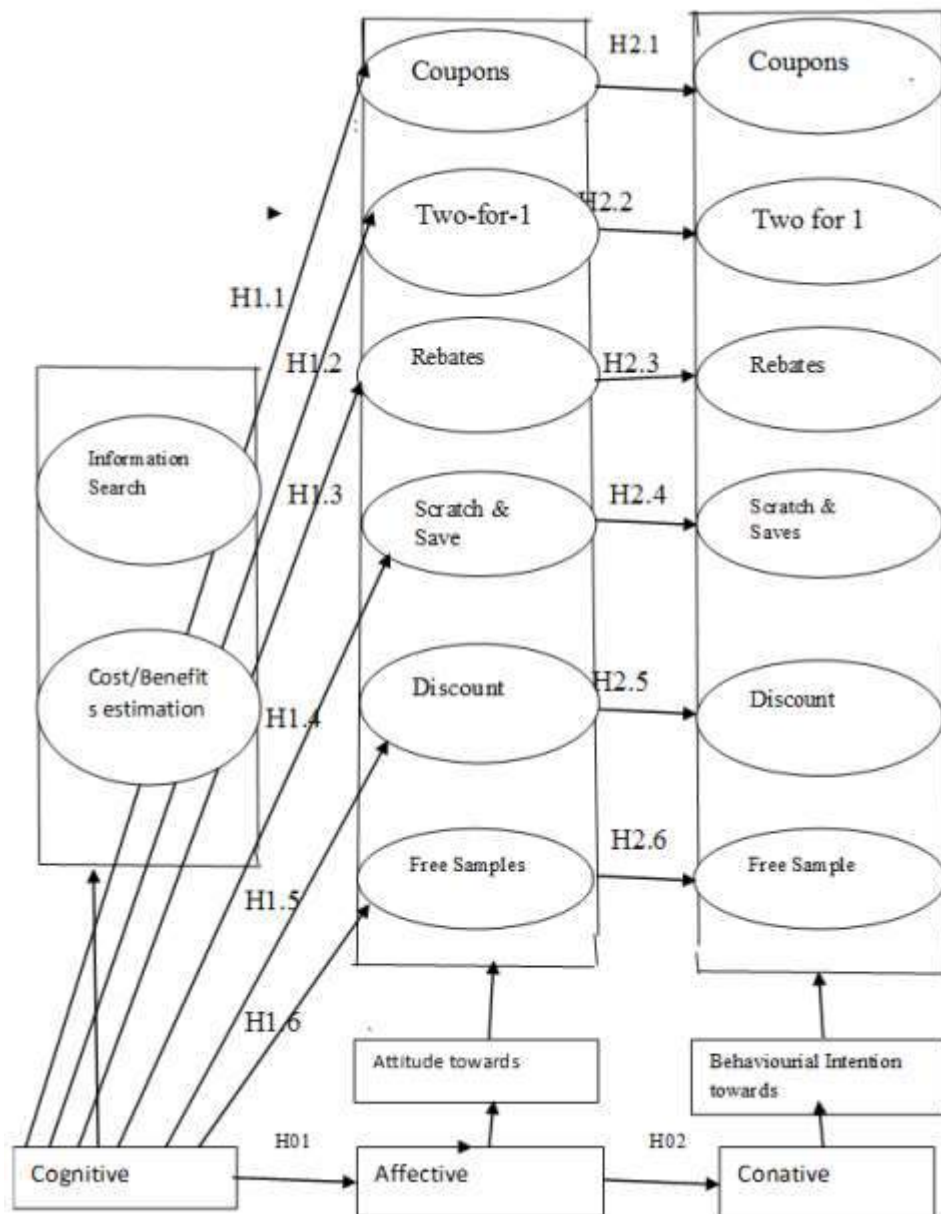 H2.1
Coupons
Coupons
H2.2
Two-for-1
Two for 1
H1.1
H1.2
Rebates
H2.3
Rebates
Information
Search
H1.3
Scratch &
Save
H2.4
Scratch &
Saves
Cost/Benefit
s estimation
H1.4
Discount
H2.5
Discount
H2.6
Free Samples
Free Sample
H1.5
H1.6
Attitude towards
Behaviourial Intention
towards
Cognitive
H01
Affective
H02
Conative